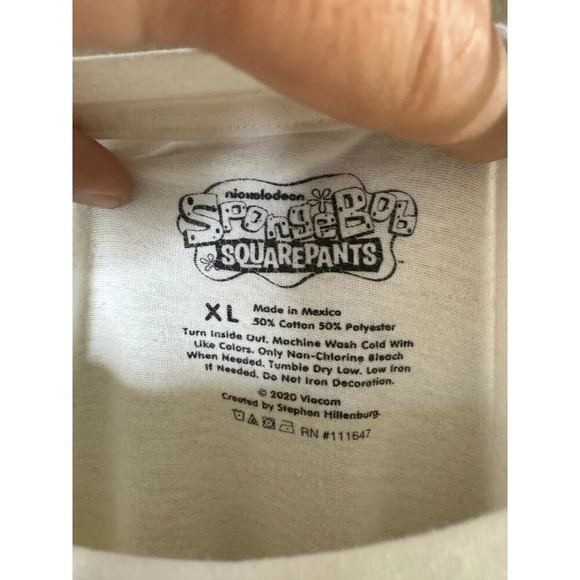 nickelodeon
SpongeBob
SQUAREPANTS
XL Made in Mexico
50% Cotton 50% Polyester
Turn Inside Out. Machine Wash Cold With
Like Colors. Only Non-Chlorine Bleach
When Needed. Tumble Dry Low. Low Iron
If Needed. Do Not Iron Decoration.
© 2020 Viacom
Created by Stephen Hillenburg.
RN #111647